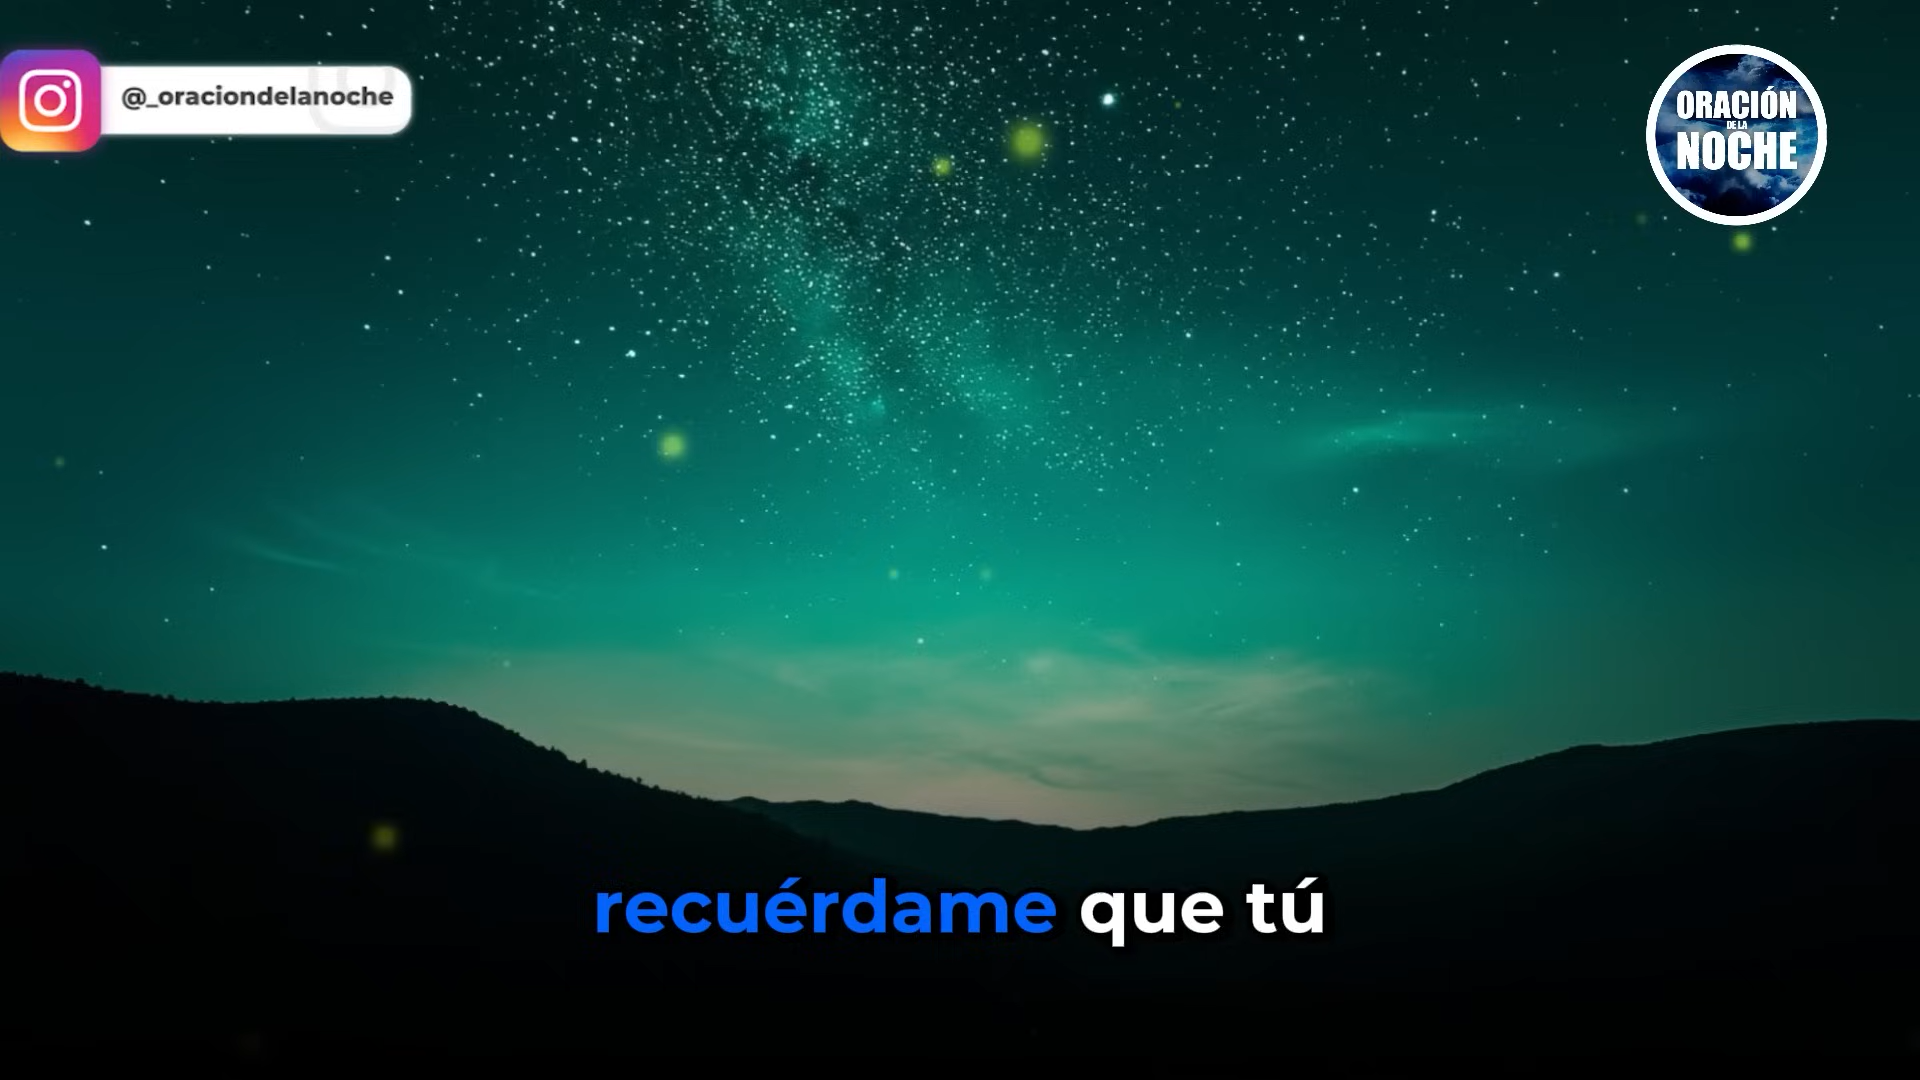 @_oraciondelanoche
ORACIÓN
DE LA
NOCHE
recuérdame que tú